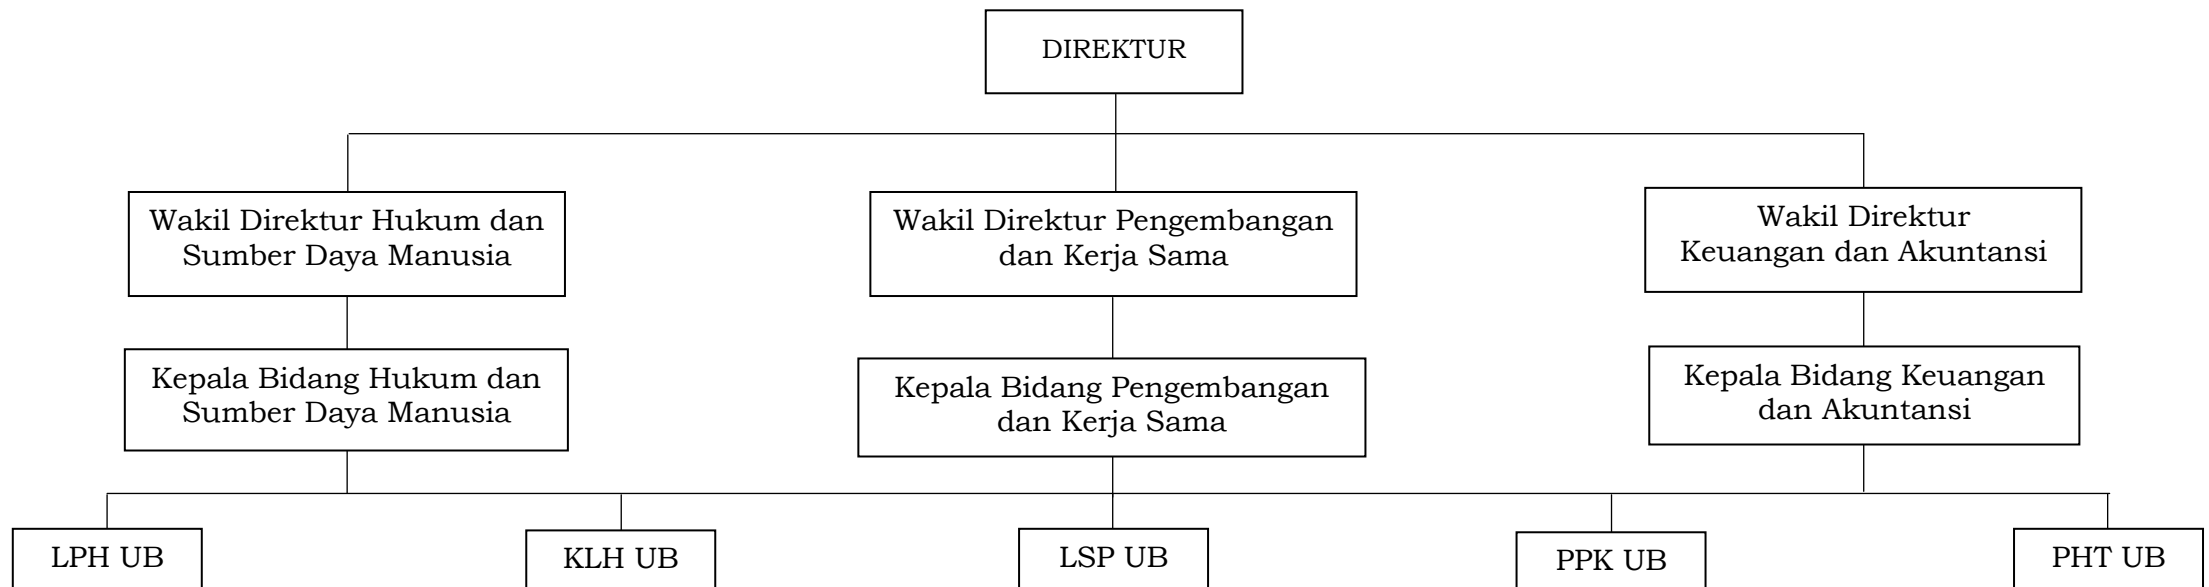 DIREKTUR
Wakil Direktur Hukum dan
Sumber Daya Manusia
Wakil Direktur Pengembangan
dan Kerja Sama
Wakil Direktur
Keuangan dan Akuntansi
Kepala Bidang Hukum dan
Sumber Daya Manusia
Kepala Bidang Pengembangan
dan Kerja Sama
Kepala Bidang Keuangan
dan Akuntansi
LPH UB
KLH UB
LSP UB
PPK UB
PHT UB